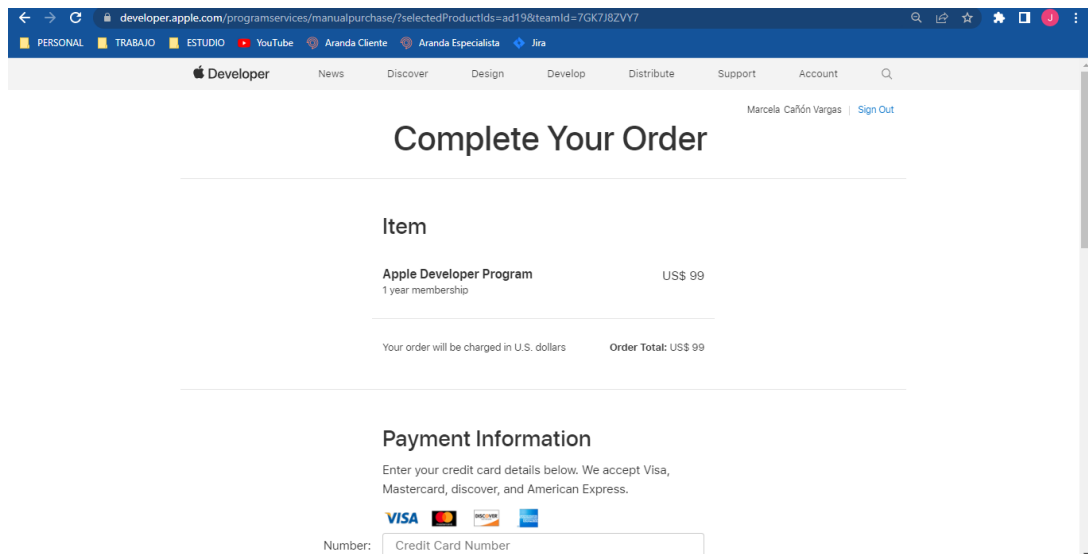 developer.apple.com/programservices/manualpurchase/?selectedProductIds=ad19&teamId=7GK7J8ZVY7
J
PERSONAL TRABAJO ESTUDIO YouTube Aranda Cliente Aranda Especialista Jira
Developer News Discover Design Develop Distribute Support Account
Marcela Cañón Vargas | Sign Out
Complete Your Order
Item
Apple Developer Program US$ 99
1 year membership
Your order will be charged in U.S. dollars Order Total: US$ 99
Payment Information
Enter your credit card details below. We accept Visa,
Mastercard, discover, and American Express.
VISA DISCOVER
Number: Credit Card Number